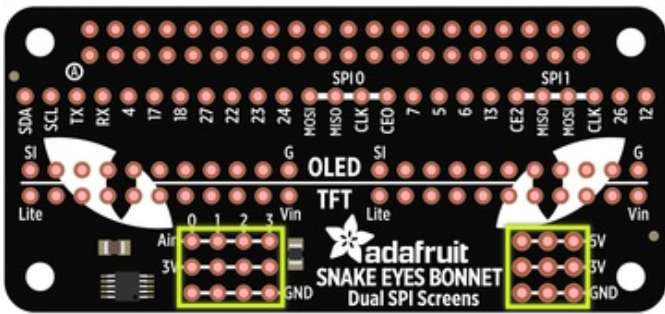 A
SPI0
SPI1
SDA
SCL
TX
RX
4
17
18
27
22
23
24
MOSI
MISO
CLK
CE0
7
5
6
13
CE2
MISO
MOSI
CLK
26
12
SI
G
OLED
SI
G
Lite
Vin
TFT
Lite
Vin
0 1 2 3
Ain
3V
GND
adafruit
SNAKE EYES BONNET
Dual SPI Screens
5V
3V
GND